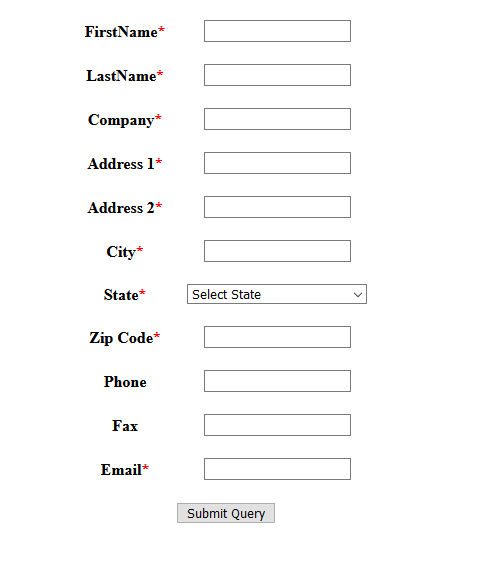 FirstName*
LastName*
Company*
Address 1*
Address 2*
City*
State* Select State
Zip Code*
Phone
Fax
Email*
Submit Query